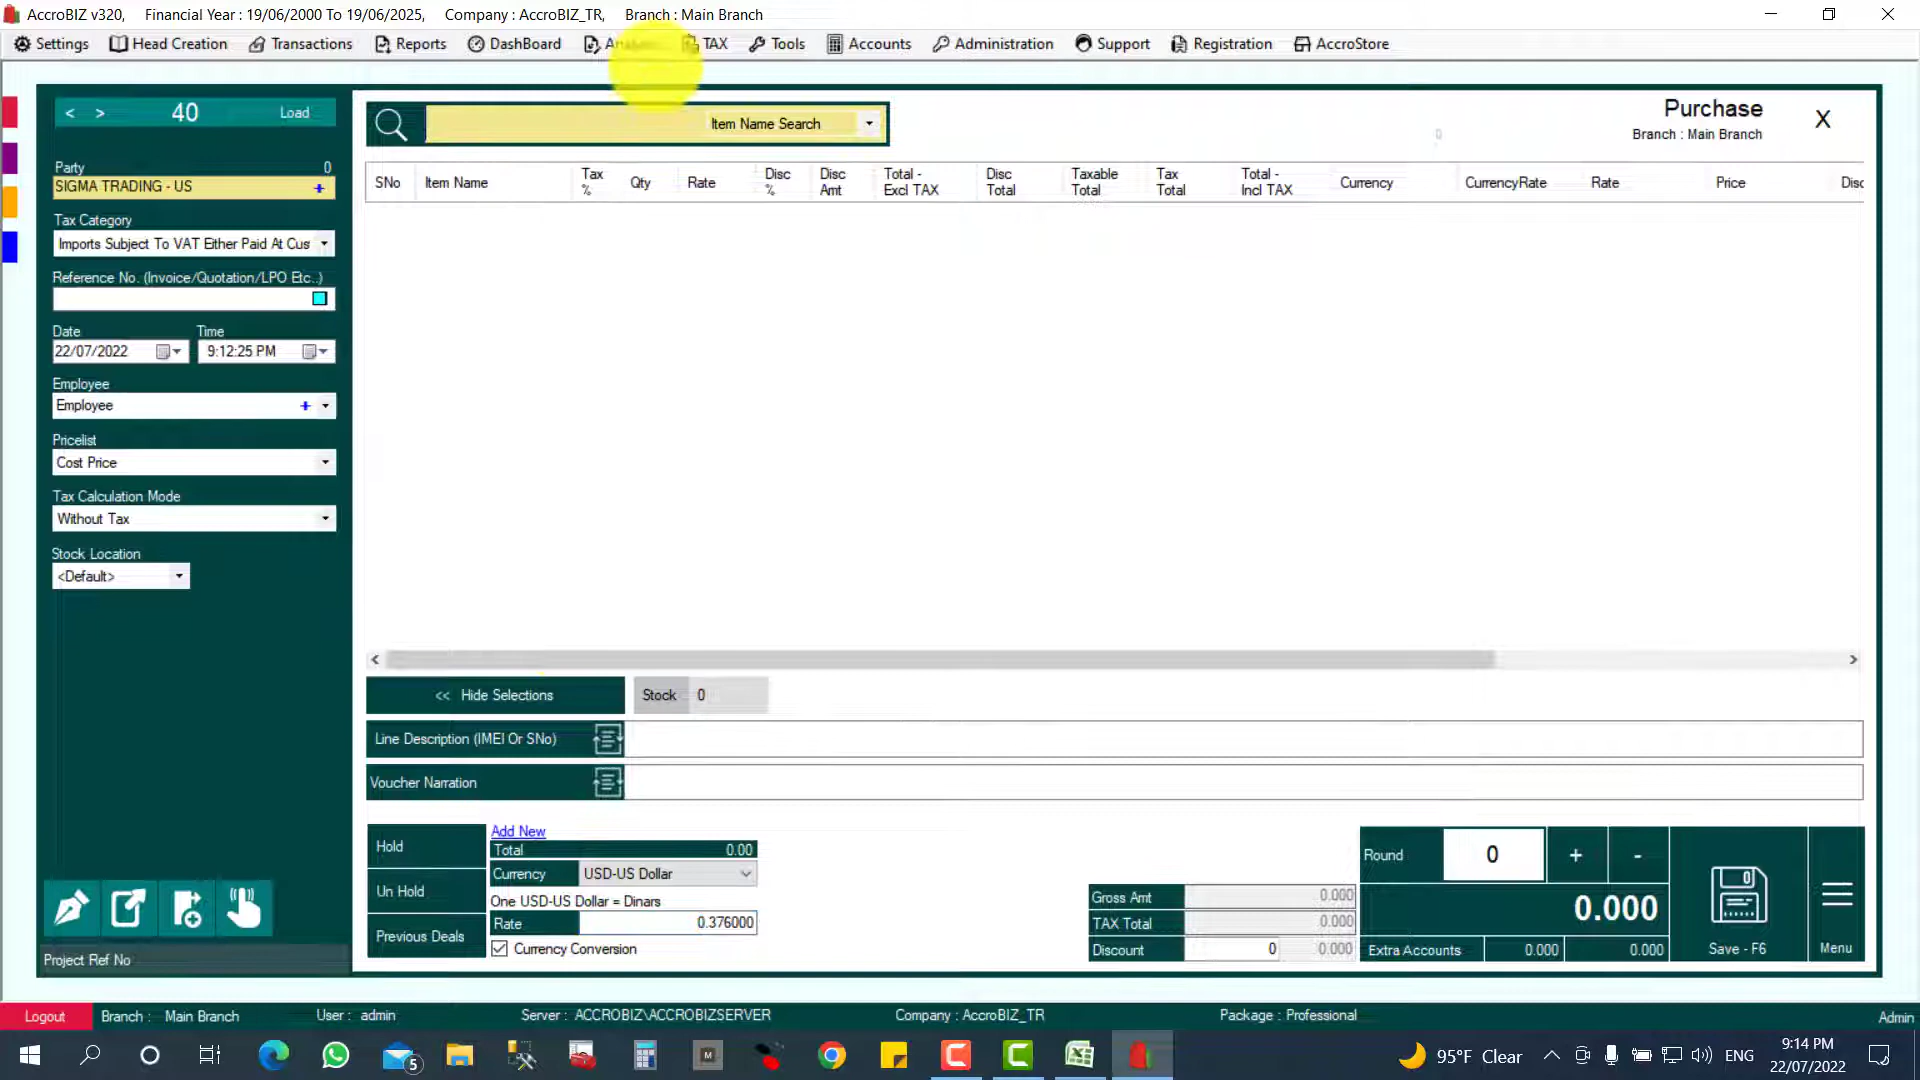 AccroBIZ v320, Financial Year : 19/06/2000 To 19/06/2025, Company : AccroBIZ_TR, Branch : Main Branch
Settings Head Creation Transactions Reports DashBoard TAX Tools Accounts Administration Support Registration AccroStore
< > 40 Load
Item Name Search
Purchase
Branch : Main Branch
X
0
Party 0
SIGMA TRADING - US +
Tax Category
Imports Subject To VAT Either Paid At Cus
Reference No. (Invoice/Quotation/LPO Etc..)
Date Time
22/07/2022 9:12:25 PM
Employee
Employee +
Pricelist
Cost Price
Tax Calculation Mode
Without Tax
Stock Location
<Default>
SNo Item Name Tax % Qty Rate Disc % Disc Amt Total - Excl TAX Disc Total Taxable Total Tax Total Total - Incl TAX Currency CurrencyRate Rate Price Disc
<< Hide Selections Stock 0
Line Description (IMEI Or SNo)
Voucher Narration
Hold
Un Hold
Previous Deals
Add New
Total 0.00
Currency USD-US Dollar
One USD-US Dollar = Dinars
Rate 0.376000
Currency Conversion
Gross Amt 0.000
TAX Total 0.000
Discount 0 0.000
Round 0 + -
0.000
Extra Accounts 0.000 0.000
Save - F6
Menu
Project Ref No
Logout Branch : Main Branch User : admin Server : ACCROBIZ\ACCROBIZSERVER Company : AccroBIZ_TR Package : Professional Admin
5
M
95°F Clear ENG
9:14 PM
22/07/2022